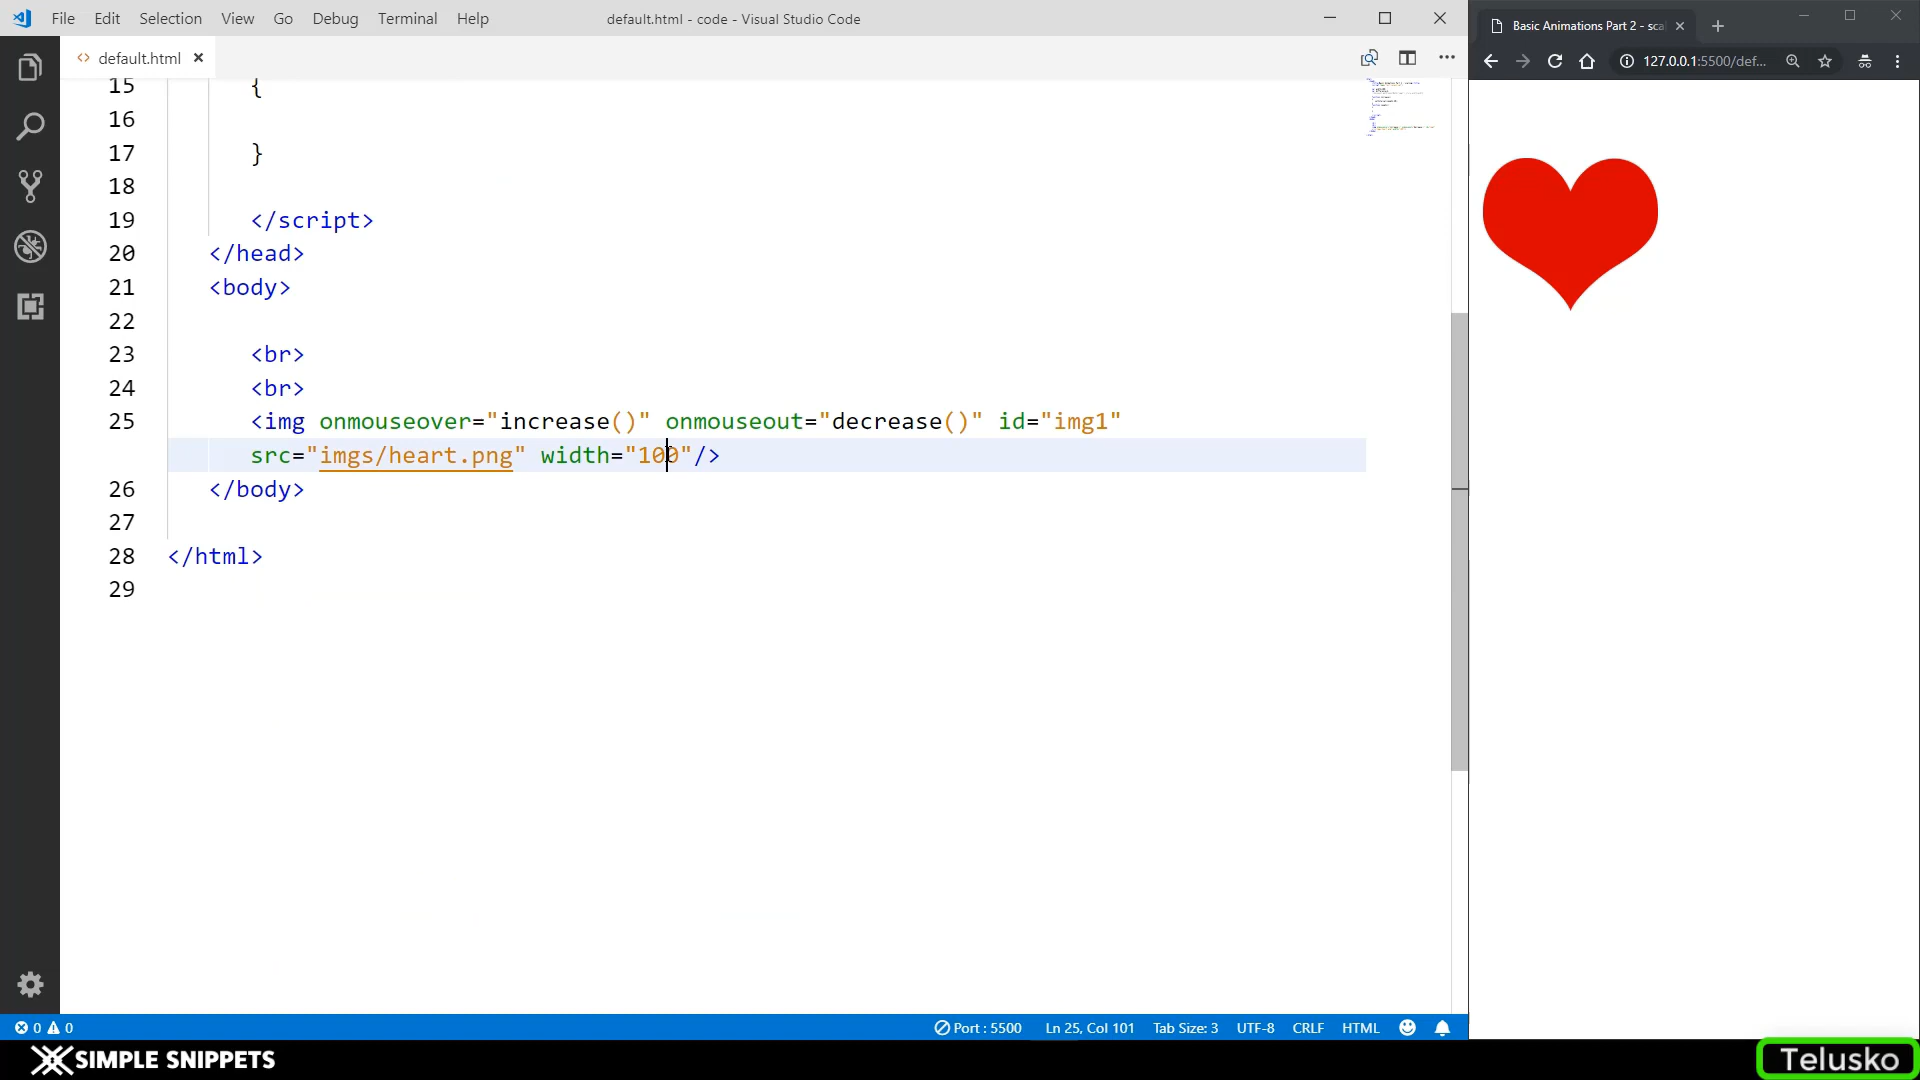 File Edit Selection View Go Debug Terminal Help
default.html - code - Visual Studio Code
Basic Animations Part 2 - sca
default.html
127.0.0.1:5500/def...
15 {
16
17 }
18
19 </script>
20 </head>
21 <body>
22
23 <br>
24 <br>
25 <img onmouseover="increase()" onmouseout="decrease()" id="img1"
src="imgs/heart.png" width="100"/>
26 </body>
27
28 </html>
29
0 0 Port : 5500 Ln 25, Col 101 Tab Size: 3 UTF-8 CRLF HTML
SIMPLE SNIPPETS
Telusko